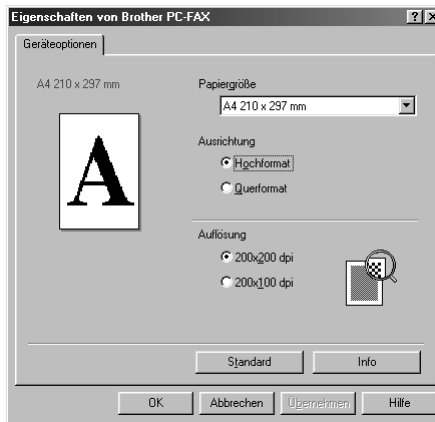 Eigenschaften von Brother PC-FAX
Geräteoptionen
A4 210 x 297 mm
A
Papiergröße
A4 210 x 297 mm
Ausrichtung
Hochformat
Querformat
Auflösung
200x200 dpi
200x100 dpi
Standard Info
OK Abbrechen Übernehmen Hilfe